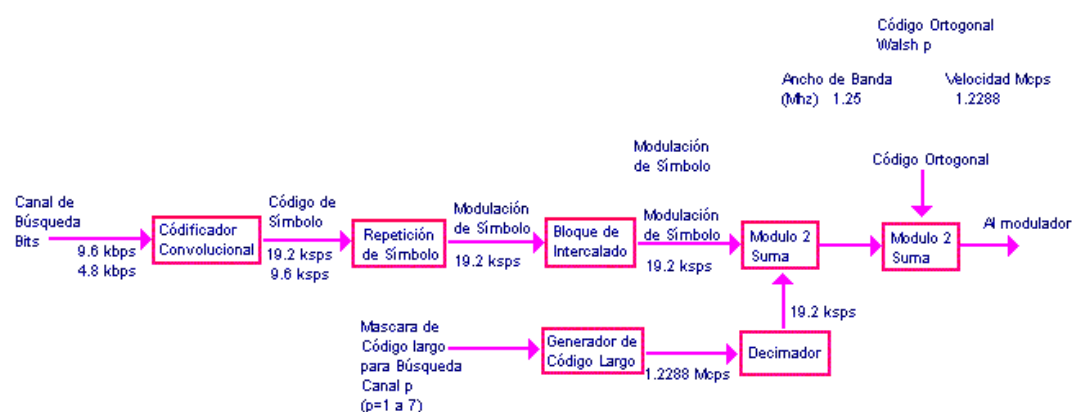 Código Ortogonal
Walsh p
Ancho de Banda
(Mhz) 1.25
Velocidad Mcps
1.2288
Modulación
de Símbolo
Código Ortogonal
Canal de
Búsqueda
Bits
9.6 kbps
4.8 kbps
Códificador
Convolucional
Código de
Símbolo
19.2 ksps
9.6 ksps
Repetición
de Símbolo
Modulación
de Símbolo
19.2 ksps
Bloque de
Intercalado
Modulación
de Símbolo
19.2 ksps
Modulo 2
Suma
Modulo 2
Suma
Al modulador
19.2 ksps
Mascara de
Código largo
para Búsqueda
Canal p
(p=1 a 7)
Generador de
Código Largo
1.2288 Mcps
Decimador